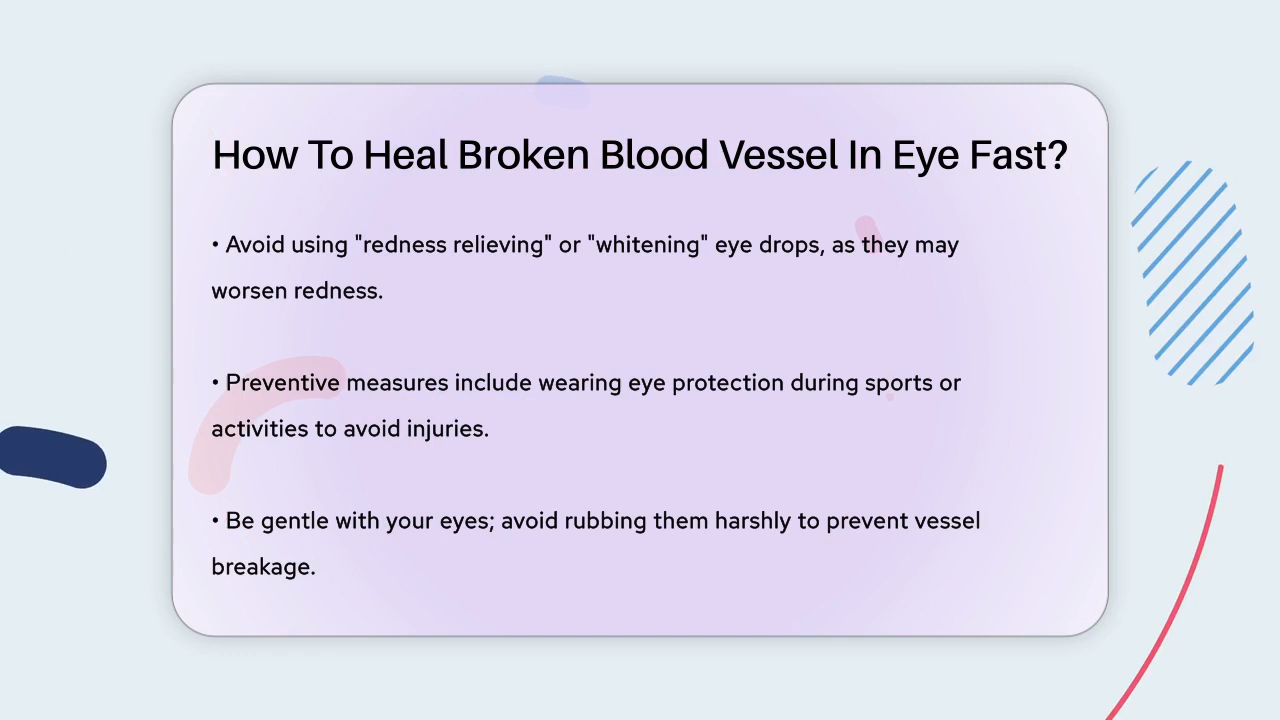 How To Heal Broken Blood Vessel In Eye Fast?
• Avoid using "redness relieving" or "whitening" eye drops, as they may
worsen redness.
• Preventive measures include wearing eye protection during sports or
activities to avoid injuries.
• Be gentle with your eyes; avoid rubbing them harshly to prevent vessel
breakage.